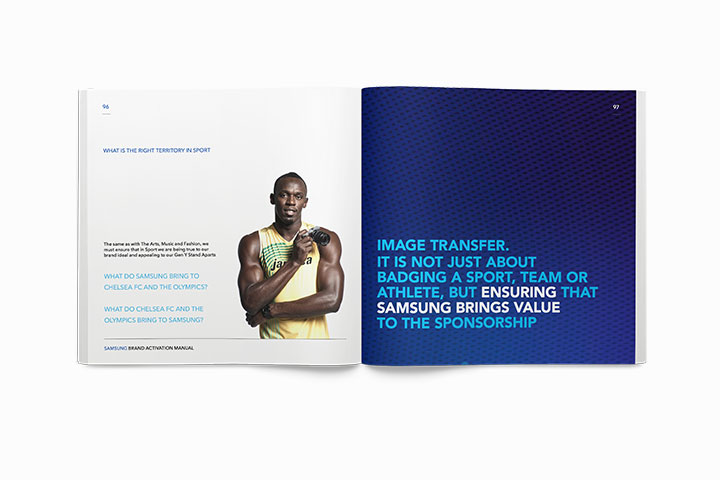 96
WHAT IS THE RIGHT TERRITORY IN SPORT
The same as with The Arts, Music and Fashion, we
must ensure that in Sport we are being true to our
brand ideal and appealing to our Gen Y Stand Aparts
WHAT DO SAMSUNG BRING TO
CHELSEA FC AND THE OLYMPICS?
WHAT DO CHELSEA FC AND THE
OLYMPICS BRING TO SAMSUNG?
SAMSUNG BRAND ACTIVATION MANUAL
97
IMAGE TRANSFER.
IT IS NOT JUST ABOUT
BADGING A SPORT, TEAM OR
ATHLETE, BUT ENSURING THAT
SAMSUNG BRINGS VALUE
TO THE SPONSORSHIP